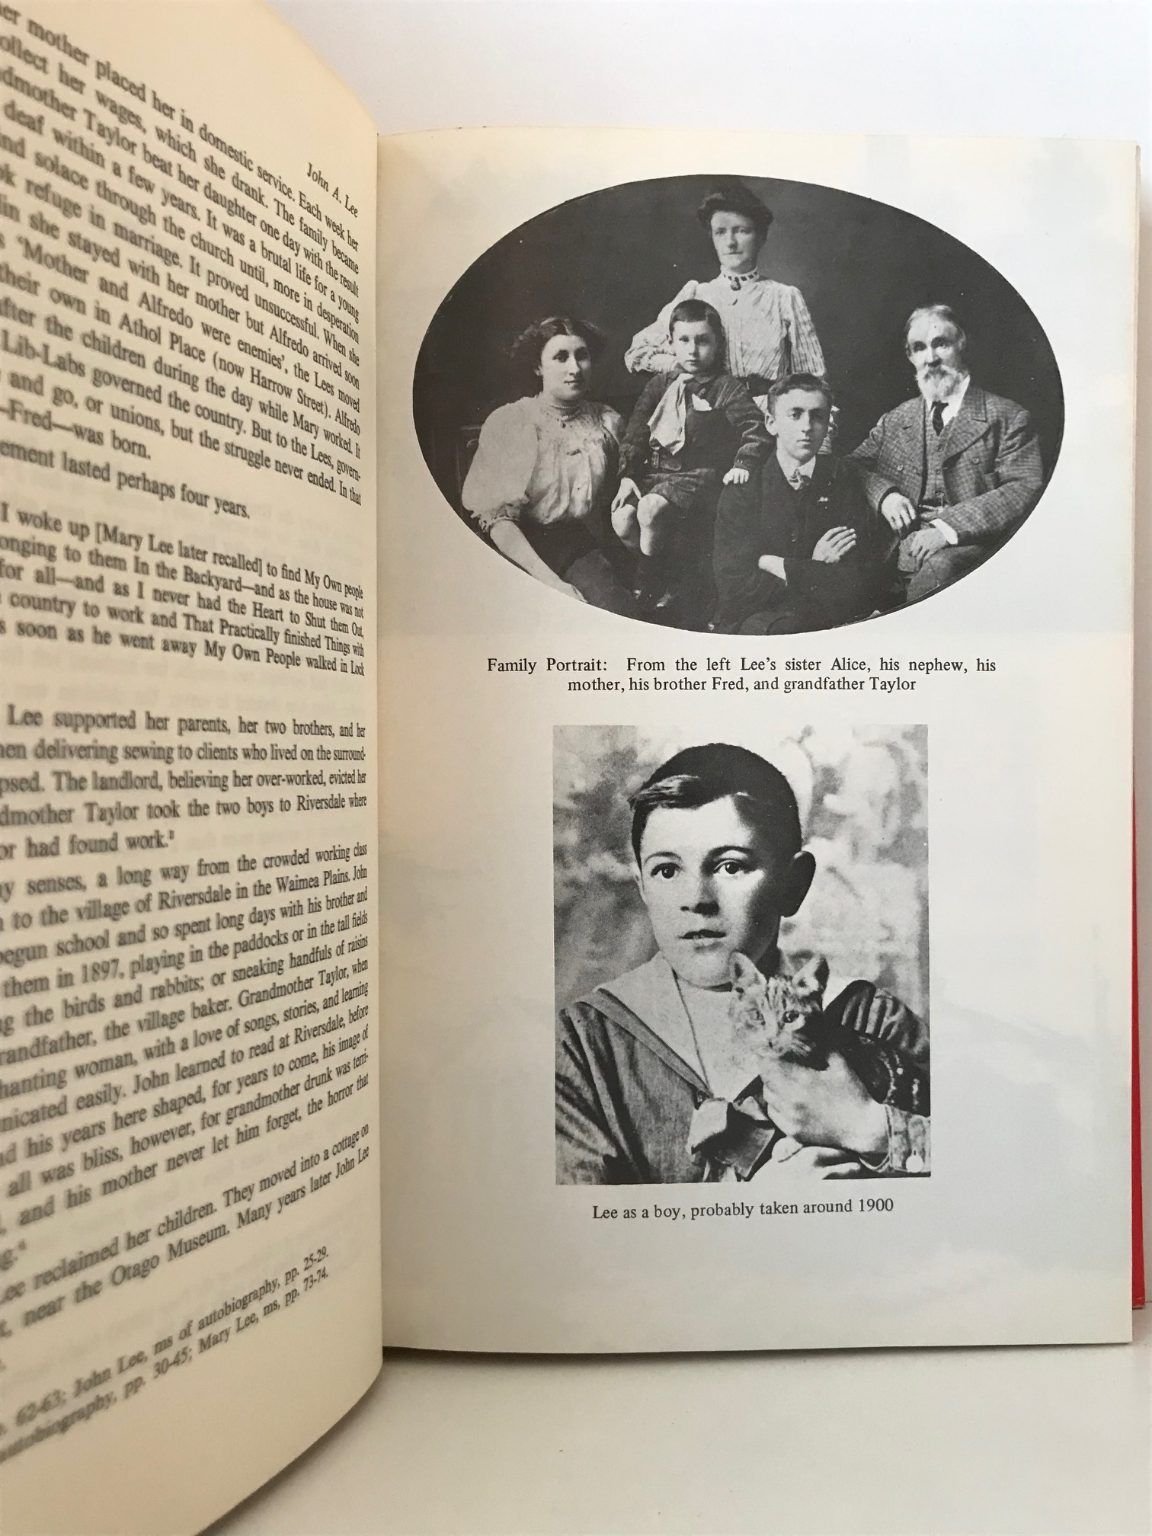 John A. Lee
er mother placed her in domestic service. Each week her
ollect her wages, which she drank. The family became
dmother Taylor beat her daughter one day with the result
deaf within a few years. It was a brutal life for a young
nd solace through the church until, more in desperation
ok refuge in marriage. It proved unsuccessful. When she
lin she stayed with her mother but Alfredo arrived soon
s 'Mother and Alfredo were enemies', the Lees moved
their own in Athol Place (now Harrow Street). Alfredo
after the children during the day while Mary worked. It
Lib-Labs governed the country. But to the Lees, govern-
and go, or unions, but the struggle never ended. In that
—Fred—was born.
ement lasted perhaps four years.
I woke up [Mary Lee later recalled] to find My Own people
onging to them In the Backyard—and as the house was not
for all—and as I never had the Heart to Shut them Out,
country to work and That Practically finished Things with
s soon as he went away My Own People walked in Lock
Lee supported her parents, her two brothers, and her
hen delivering sewing to clients who lived on the surround-
psed. The landlord, believing her over-worked, evicted her
dmother Taylor took the two boys to Riversdale where
or had found work.
ny senses, a long way from the crowded working class
n to the village of Riversdale in the Waimea Plains. John
begun school and so spent long days with his brother and
them in 1897, playing in the paddocks or in the tall fields
ng the birds and rabbits; or sneaking handfuls of raisins
randfather, the village baker. Grandmother Taylor, when
hanting woman, with a love of songs, stories, and learning
nicated easily. John learned to read at Riversdale, before
nd his years here shaped, for years to come, his image of
all was bliss, however, for grandmother drunk was terri-
, and his mother never let him forget, the horror that
g.
ee reclaimed her children. They moved into a cottage on
t, near the Otago Museum. Many years later John Lee
. 62-63; John Lee, ms of autobiography, pp. 25-29.
autobiography, pp. 30-45; Mary Lee, ms, pp. 73-74.
Family Portrait: From the left Lee's sister Alice, his nephew, his
mother, his brother Fred, and grandfather Taylor
Lee as a boy, probably taken around 1900